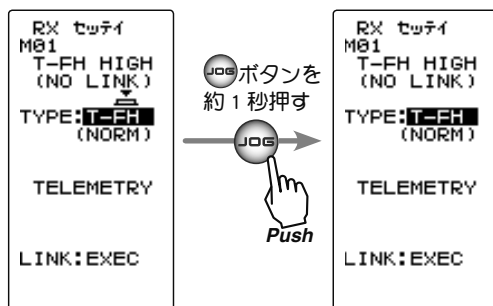 RX セッテイ
M01
T-FH HIGH
(NO LINK)
TYPE:T-FH
(NORM)
TELEMETRY
LINK:EXEC
JOGボタンを
約1秒押す
JOG
Push
RX セッテイ
M01
T-FH HIGH
(NO LINK)
TYPE:T-FH
(NORM)
TELEMETRY
LINK:EXEC